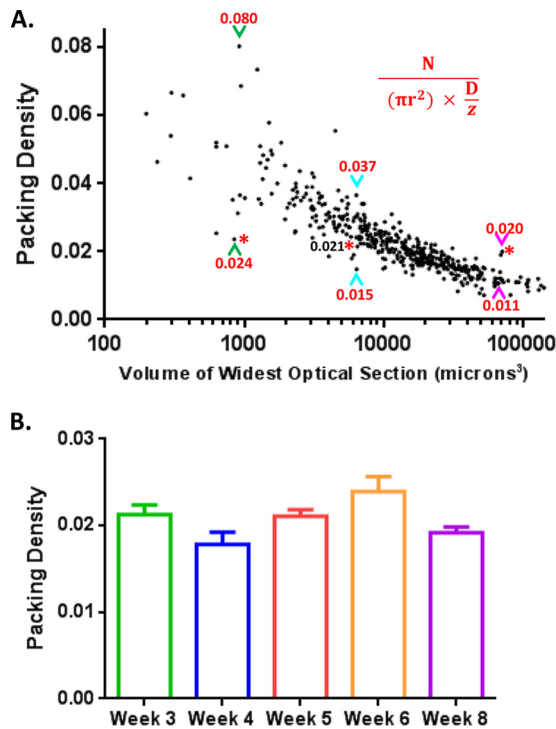 A.
0.080
0.08
N
(πr²) × D/z
0.06
Packing Density
0.037
0.04
0.020
*
0.021*
*
0.02
0.024
0.015
0.011
0.00
100 1000 10000 100000
Volume of Widest Optical Section (microns³)
B.
0.03
0.02
Packing Density
0.01
0.00
Week 3 Week 4 Week 5 Week 6 Week 8